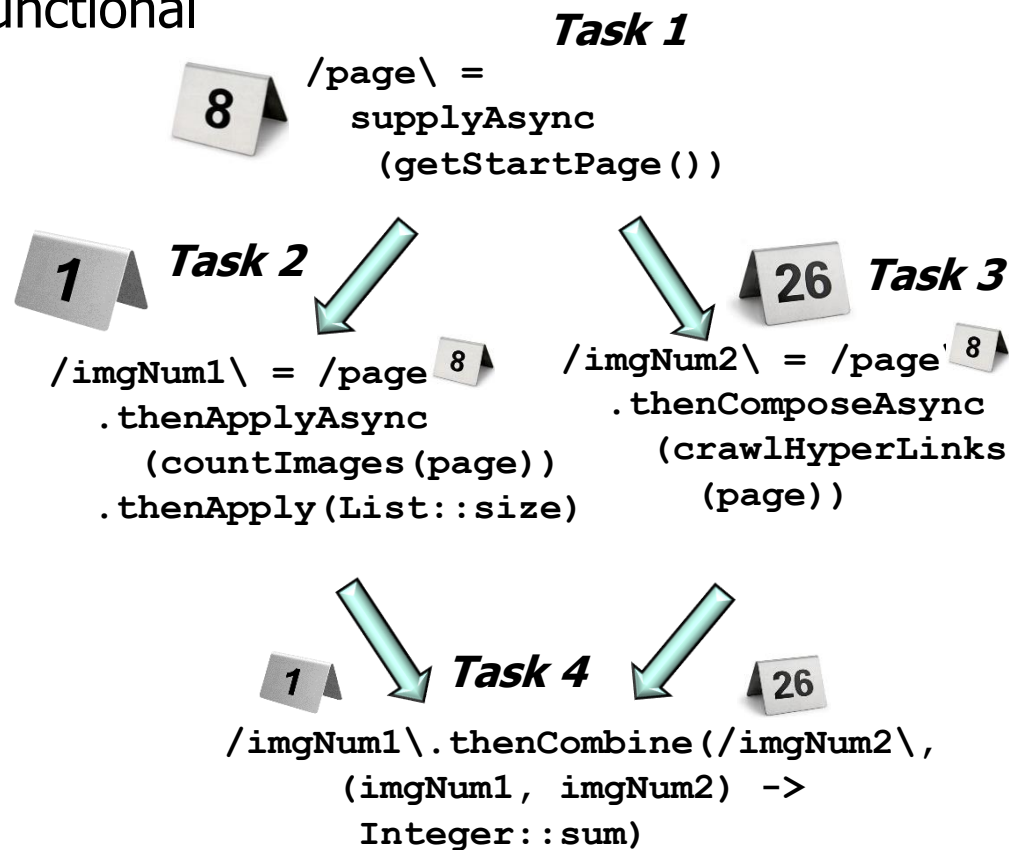 unctional
Task 1
8
/page\ =
supplyAsync
(getStartPage())
1
Task 2
26
Task 3
/imgNum1\ = /page 8
.thenApplyAsync
(countImages(page))
.thenApply(List::size)
/imgNum2\ = /page\ 8
.thenComposeAsync
(crawlHyperLinks
(page))
1
Task 4
26
/imgNum1\.thenCombine(/imgNum2\,
(imgNum1, imgNum2) ->
Integer::sum)